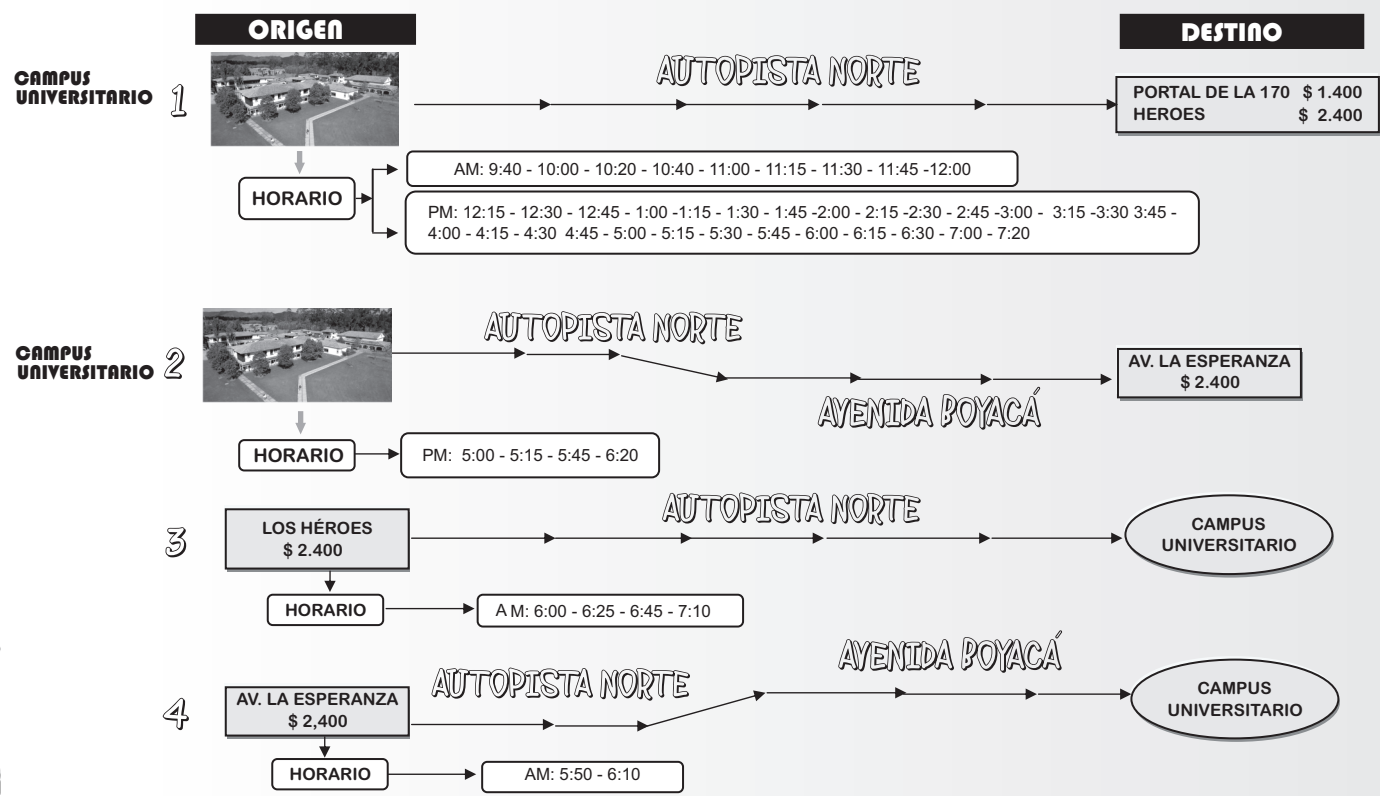 ORIGEN
DESTINO
CAMPUS
UNIVERSITARIO
1
AUTOPISTA NORTE
PORTAL DE LA 170 $ 1.400
HEROES $ 2.400
HORARIO
AM: 9:40 - 10:00 - 10:20 - 10:40 - 11:00 - 11:15 - 11:30 - 11:45 -12:00
PM: 12:15 - 12:30 - 12:45 - 1:00 -1:15 - 1:30 - 1:45 -2:00 - 2:15 -2:30 - 2:45 -3:00 - 3:15 -3:30 3:45 -
4:00 - 4:15 - 4:30 4:45 - 5:00 - 5:15 - 5:30 - 5:45 - 6:00 - 6:15 - 6:30 - 7:00 - 7:20
CAMPUS
UNIVERSITARIO
2
AUTOPISTA NORTE
AVENIDA BOYACÁ
AV. LA ESPERANZA
$ 2.400
HORARIO
PM: 5:00 - 5:15 - 5:45 - 6:20
3
LOS HÉROES
$ 2.400
AUTOPISTA NORTE
CAMPUS
UNIVERSITARIO
HORARIO
A M: 6:00 - 6:25 - 6:45 - 7:10
4
AV. LA ESPERANZA
$ 2,400
AUTOPISTA NORTE
AVENIDA BOYACÁ
CAMPUS
UNIVERSITARIO
HORARIO
AM: 5:50 - 6:10